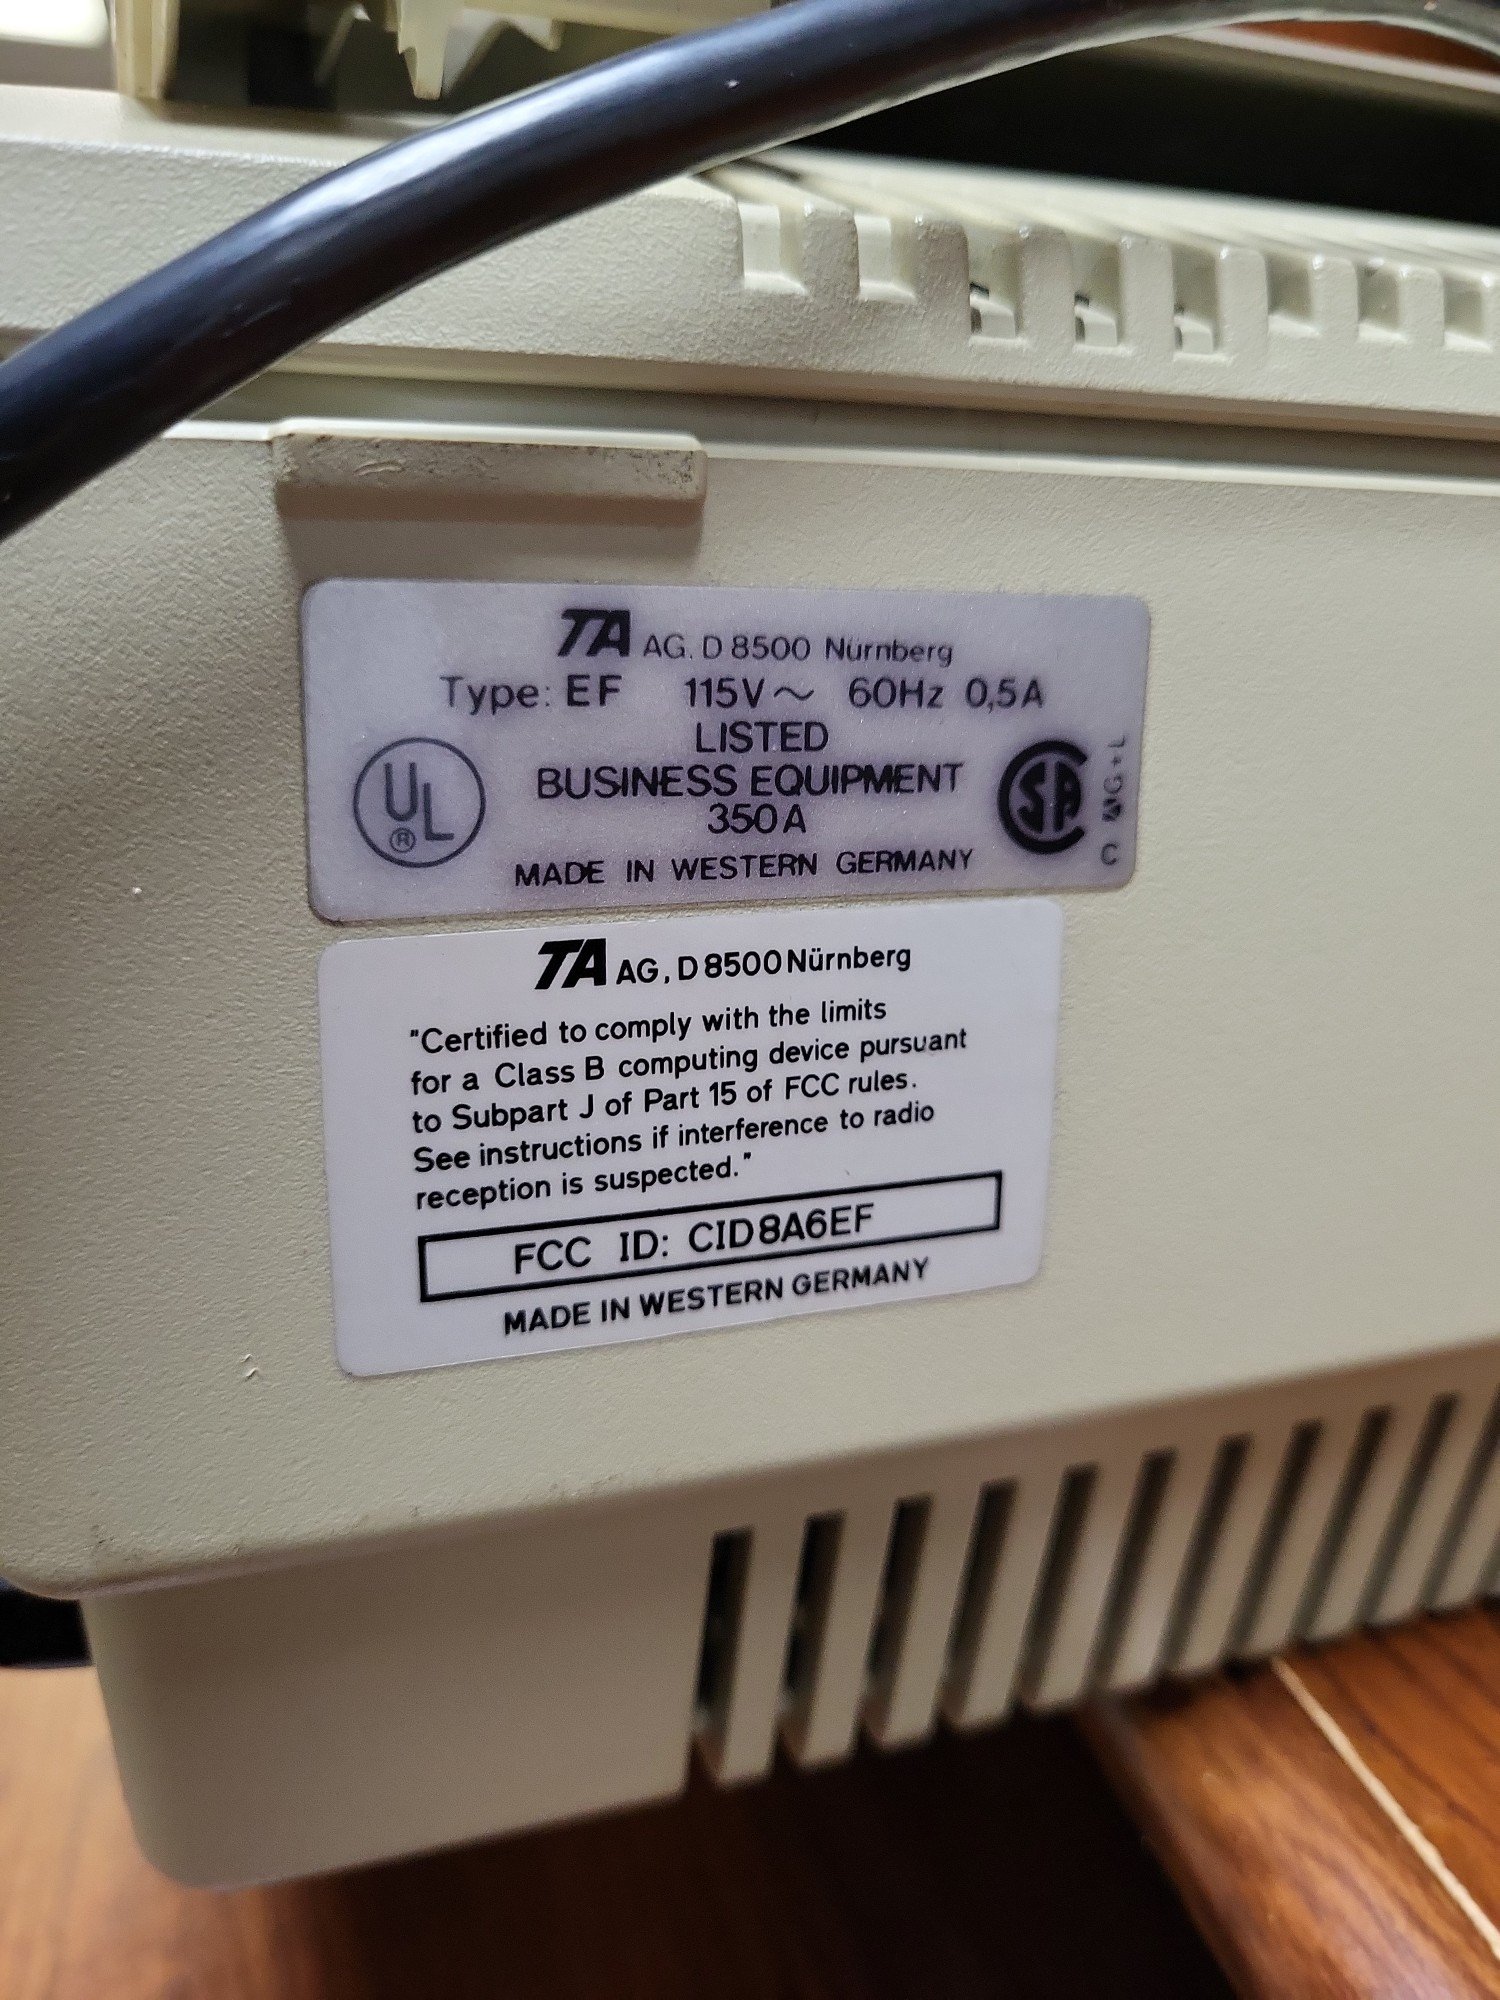 TA AG. D 8500 Nürnberg
Type: EF 115V~ 60Hz 0,5A
LISTED
UL
®
BUSINESS EQUIPMENT
350A
SA
MADE IN WESTERN GERMANY
C
TA AG, D 8500 Nürnberg
"Certified to comply with the limits
for a Class B computing device pursuant
to Subpart J of Part 15 of FCC rules.
See instructions if interference to radio
reception is suspected."
FCC ID: CID8A6EF
MADE IN WESTERN GERMANY